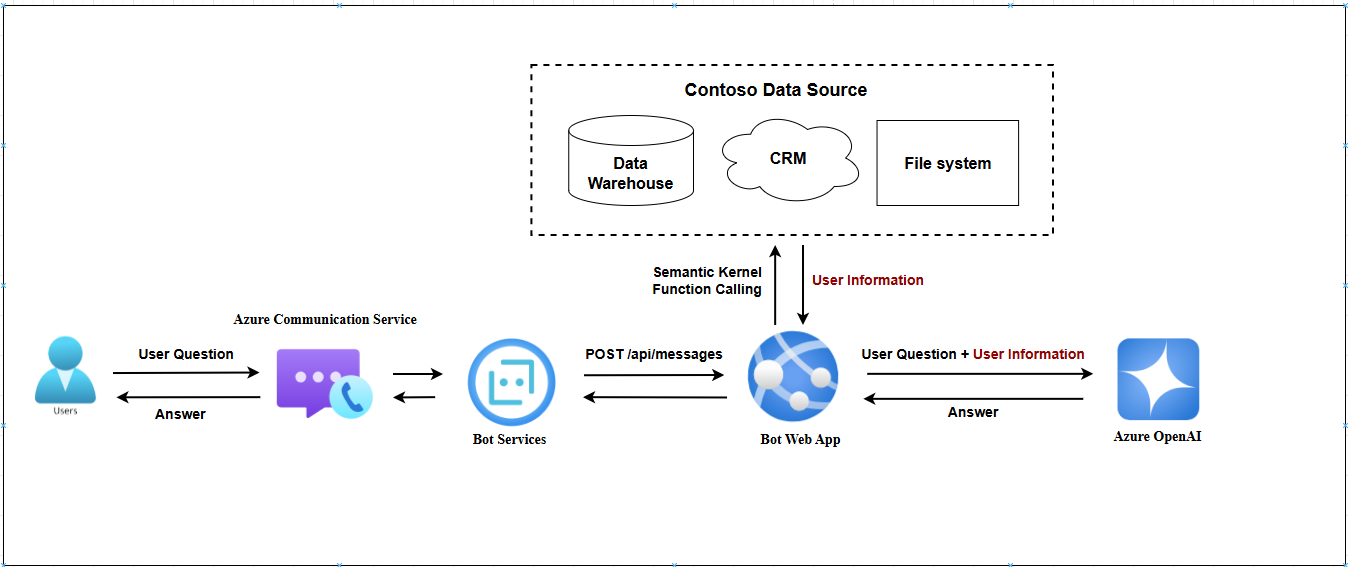 Contoso Data Source
Data
Warehouse
CRM
File system
Semantic Kernel
Function Calling
User Information
Azure Communication Service
User Question
Answer
Users
POST /api/messages
Bot Services
Bot Web App
User Question + User Information
Answer
Azure OpenAI